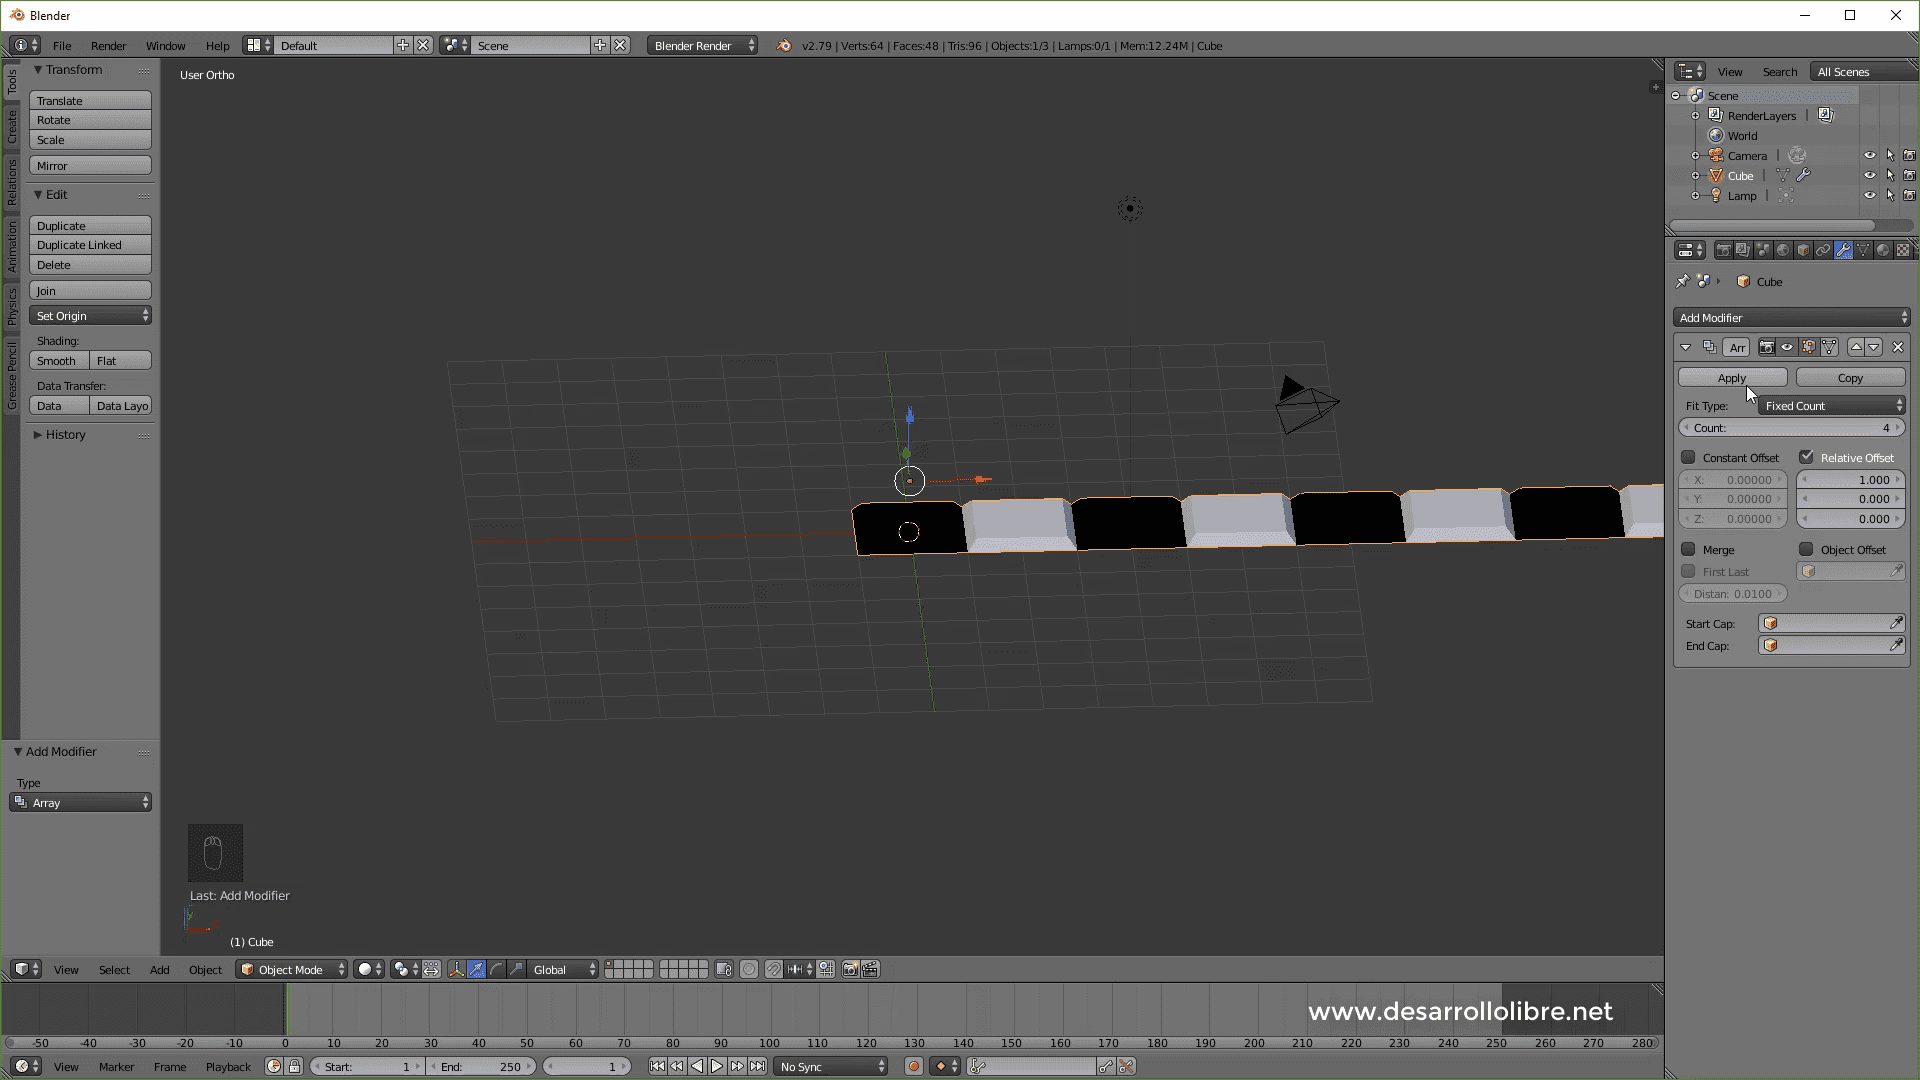 Blender
File Render Window Help Default Scene Blender Render v2.79 | Verts:64 | Faces:48 | Tris:96 | Objects:1/3 | Lamps:0/1 | Mem:12.24M | Cube
Tools
Create
Relations
Animation
Physics
Grease Pencil
Transform
Translate
Rotate
Scale
Mirror
Edit
Duplicate
Duplicate Linked
Delete
Join
Set Origin
Shading:
Smooth Flat
Data Transfer:
Data Data Layo
History
Add Modifier
Type
Array
User Ortho
Last: Add Modifier
(1) Cube
View Search All Scenes
Scene
RenderLayers |
World
Camera |
Cube |
Lamp |
Cube
Add Modifier
Arr
Apply Copy
Fit Type: Fixed Count
Count: 4
Constant Offset Relative Offset
X: 0.00000 1.000
Y: 0.00000 0.000
Z: 0.00000 0.000
Merge Object Offset
First Last
Distan: 0.0100
Start Cap:
End Cap:
View Select Add Object Object Mode Global
www.desarrollolibre.net
-50 -40 -30 -20 -10 0 10 20 30 40 50 60 70 80 90 100 110 120 130 140 150 160 170 180 190 200 210 220 230 240 250 260 270 280
View Marker Frame Playback Start: 1 End: 250 1 No Sync